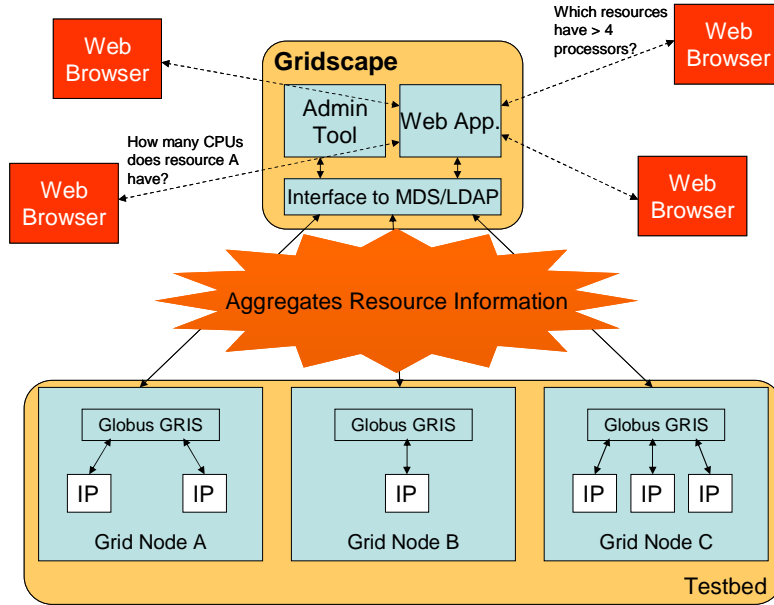 Web
Browser
Which resources
have > 4
processors?
Web
Browser
Gridscape
Admin
Tool
Web App.
How many CPUs
does resource A
have?
Web
Browser
Web
Browser
Interface to MDS/LDAP
Aggregates Resource Information
Globus GRIS
IP
IP
Grid Node A
Globus GRIS
IP
Grid Node B
Globus GRIS
IP
IP
IP
Grid Node C
Testbed